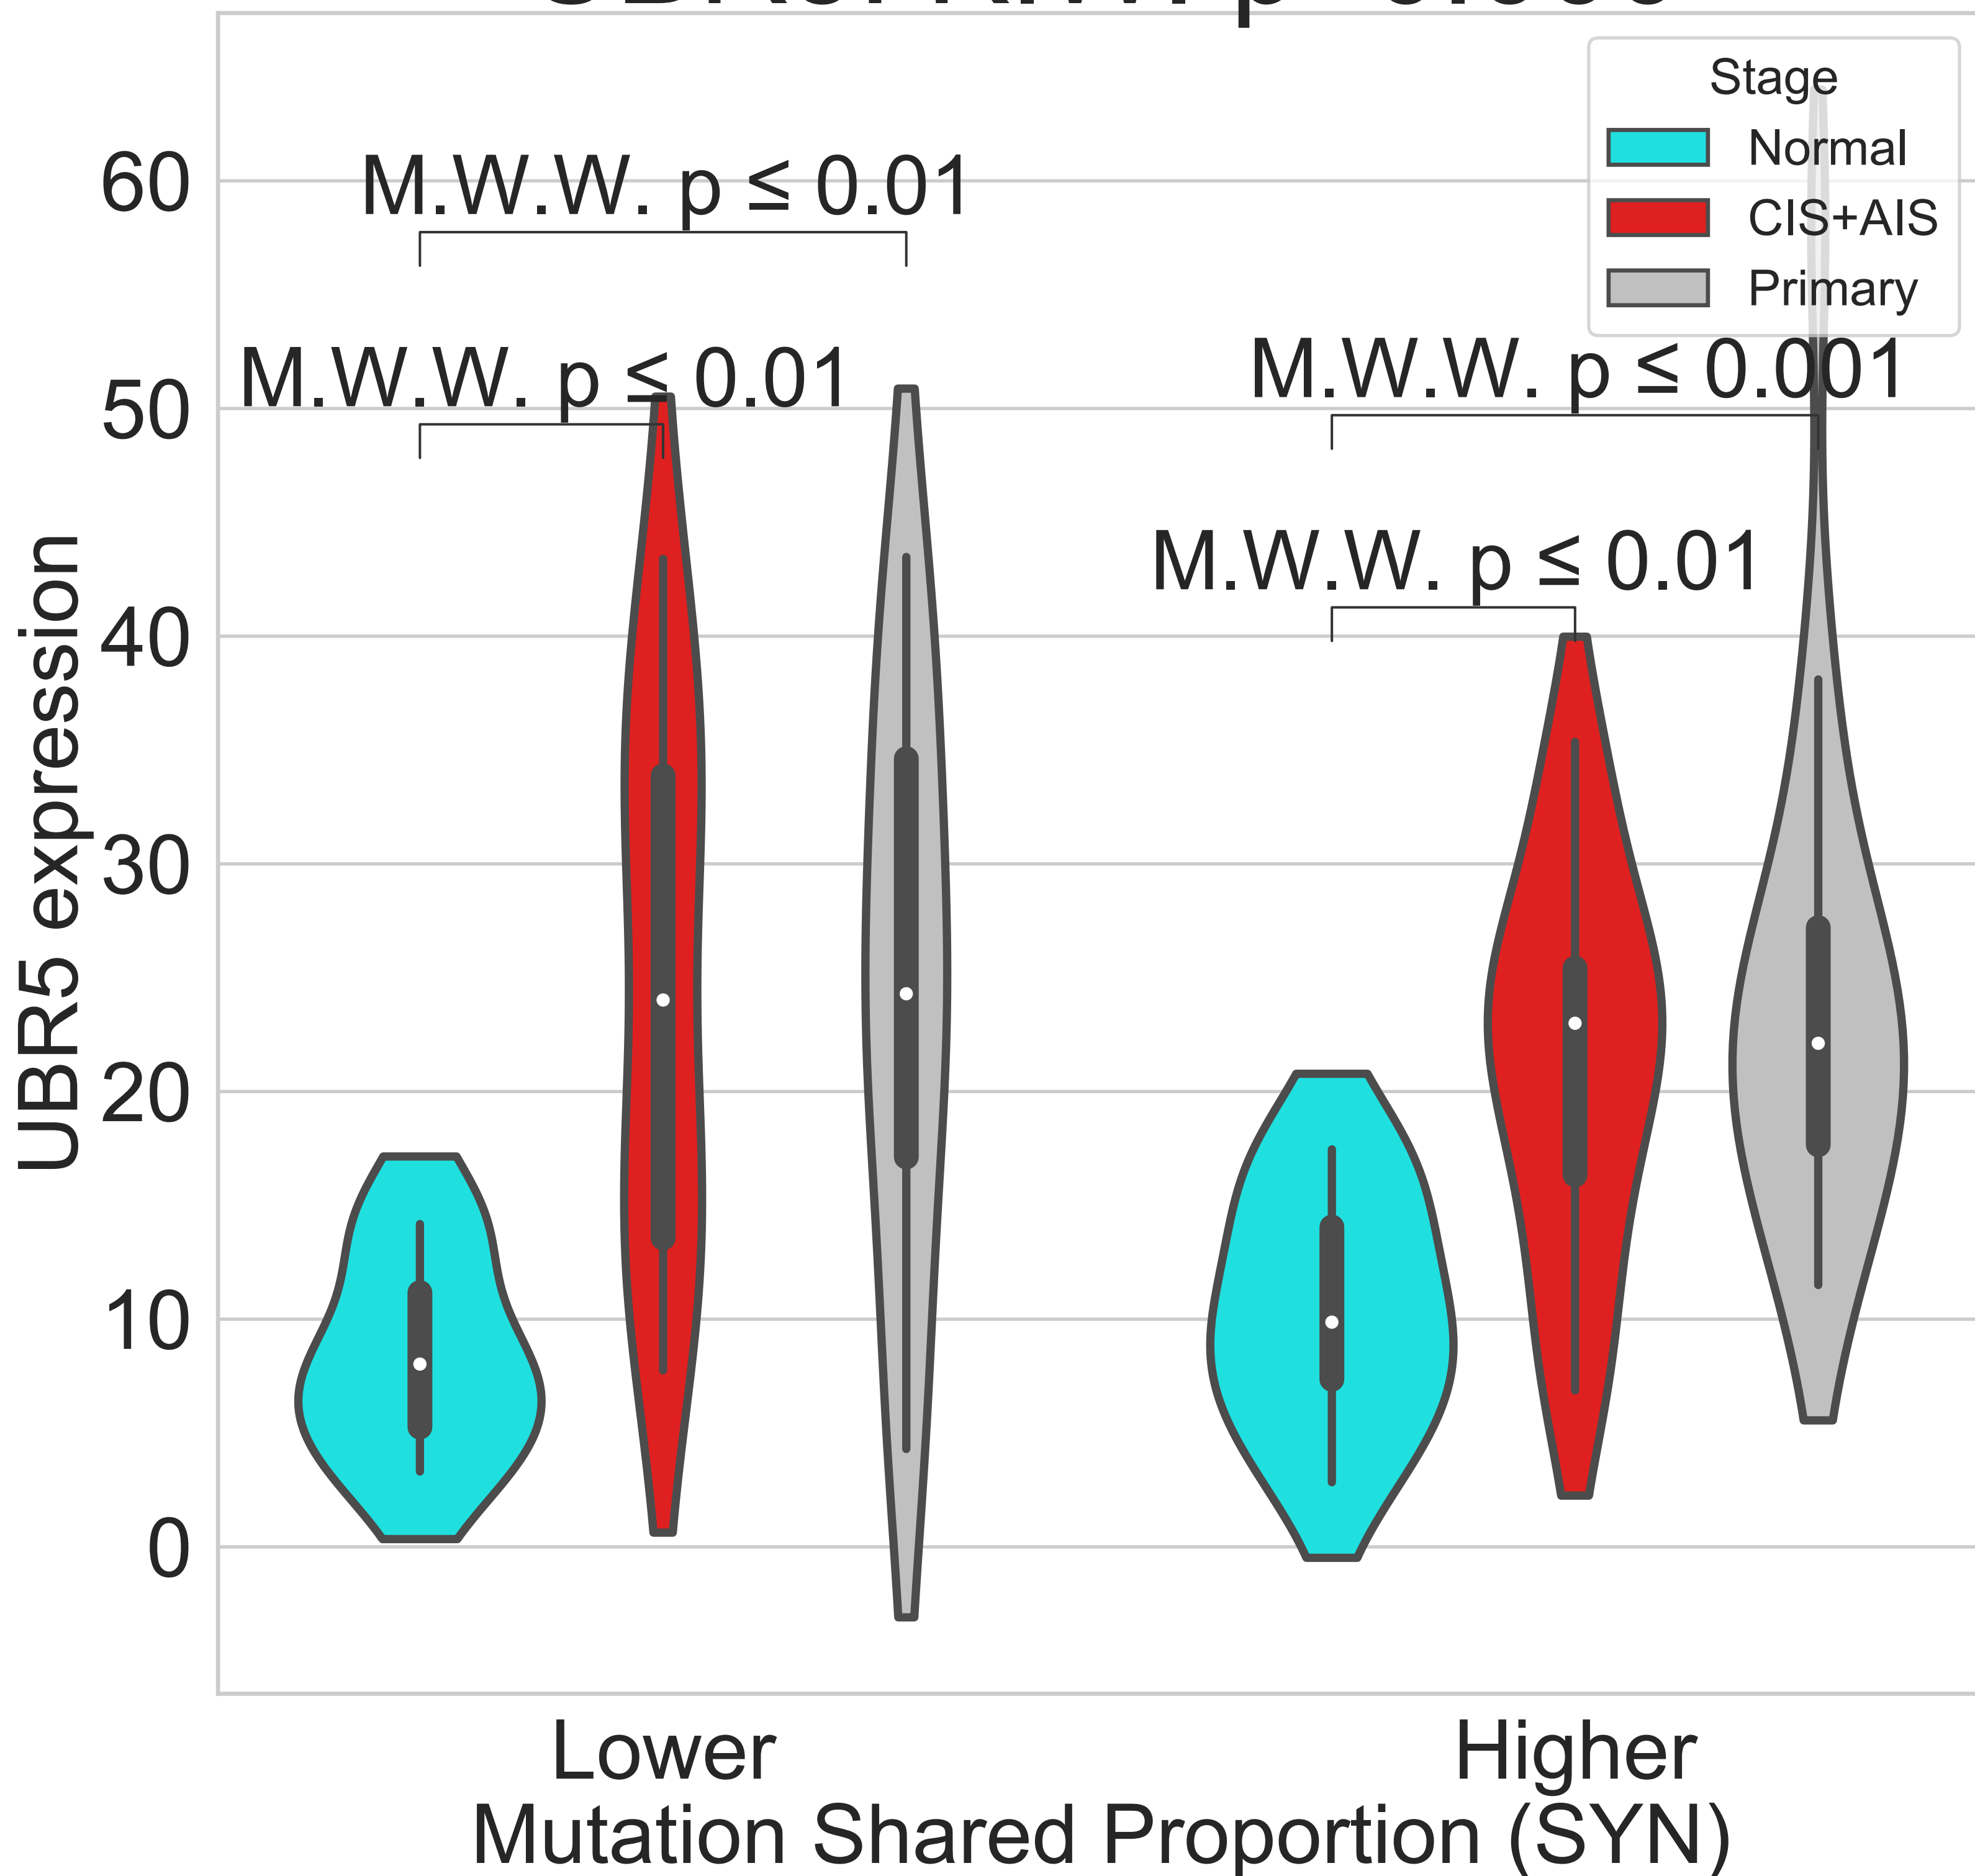 Stage
Normal
CIS+AIS
Primary
60
50
40
30
20
10
0
UBR5 expression
M.W.W. p ≤ 0.01
M.W.W. p ≤ 0.01
M.W.W. p ≤ 0.001
M.W.W. p ≤ 0.01
Lower
Higher
Mutation Shared Proportion (SYN)